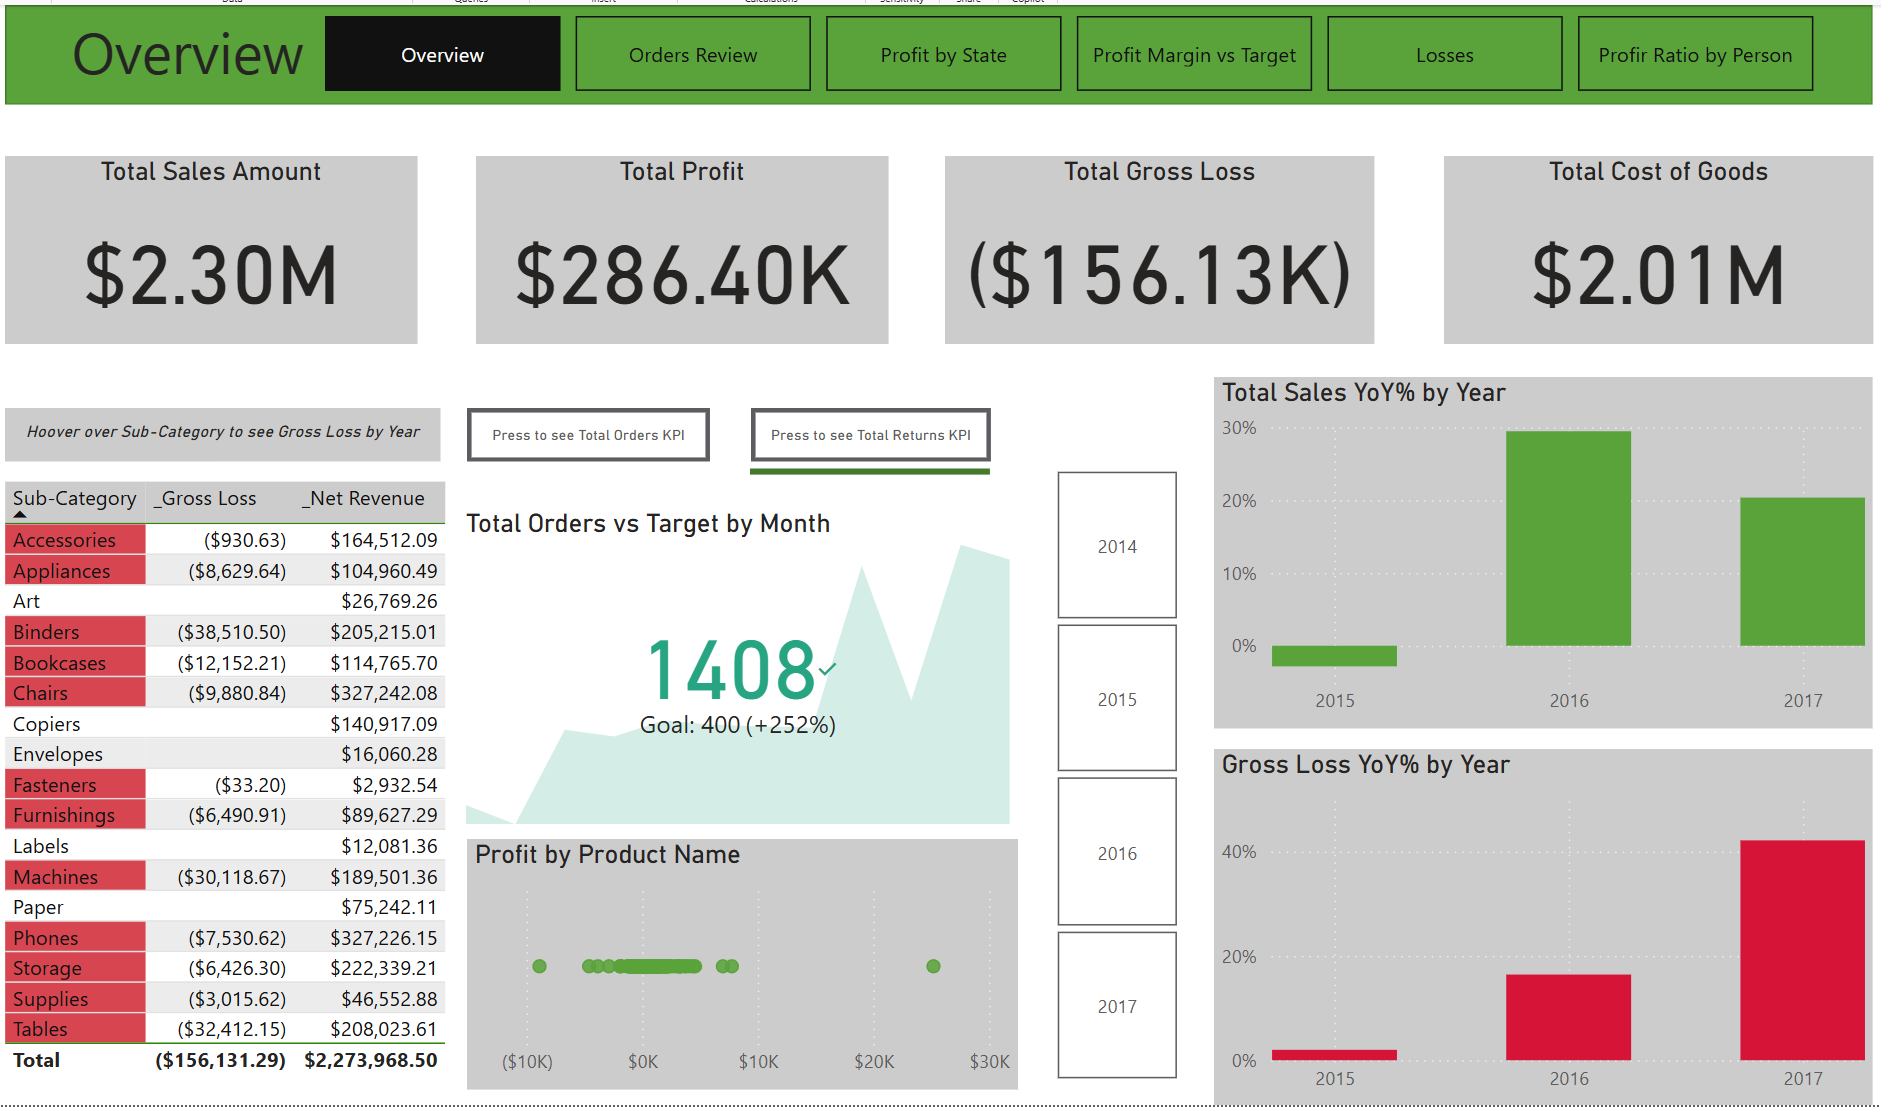 Data Queries Insert Calculations Sensitivity Share Copilot
Overview
Overview
Orders Review
Profit by State
Profit Margin vs Target
Losses
Profir Ratio by Person
Total Sales Amount
$2.30M
Total Profit
$286.40K
Total Gross Loss
($156.13K)
Total Cost of Goods
$2.01M
Hoover over Sub-Category to see Gross Loss by Year
Press to see Total Orders KPI
Press to see Total Returns KPI
Sub-Category _Gross Loss _Net Revenue
Accessories ($930.63) $164,512.09
Appliances ($8,629.64) $104,960.49
Art $26,769.26
Binders ($38,510.50) $205,215.01
Bookcases ($12,152.21) $114,765.70
Chairs ($9,880.84) $327,242.08
Copiers $140,917.09
Envelopes $16,060.28
Fasteners ($33.20) $2,932.54
Furnishings ($6,490.91) $89,627.29
Labels $12,081.36
Machines ($30,118.67) $189,501.36
Paper $75,242.11
Phones ($7,530.62) $327,226.15
Storage ($6,426.30) $222,339.21
Supplies ($3,015.62) $46,552.88
Tables ($32,412.15) $208,023.61
Total ($156,131.29) $2,273,968.50
Total Orders vs Target by Month
1408
Goal: 400 (+252%)
Profit by Product Name
($10K) $0K $10K $20K $30K
2014
2015
2016
2017
Total Sales YoY% by Year
30%
20%
10%
0%
2015 2016 2017
Gross Loss YoY% by Year
40%
20%
0%
2015 2016 2017